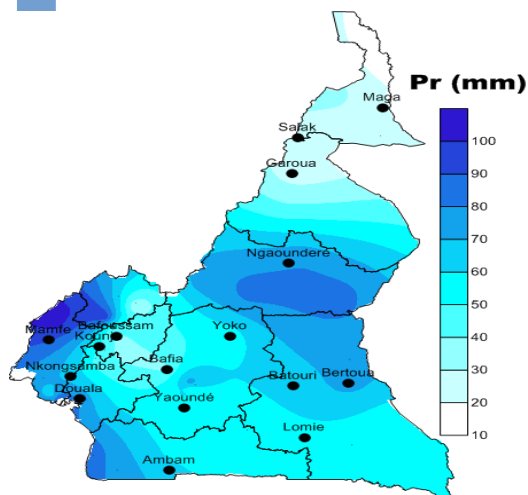 Pr (mm)
Maga
Salak
Garoua
100
90
80
70
60
50
40
30
20
10
Ngaounderé
Mamfe
Bafoussam
Koun
Yoko
Nkongsamba
Bafia
Douala
Batouri
Bertoua
Yaoundé
Lomie
Ambam